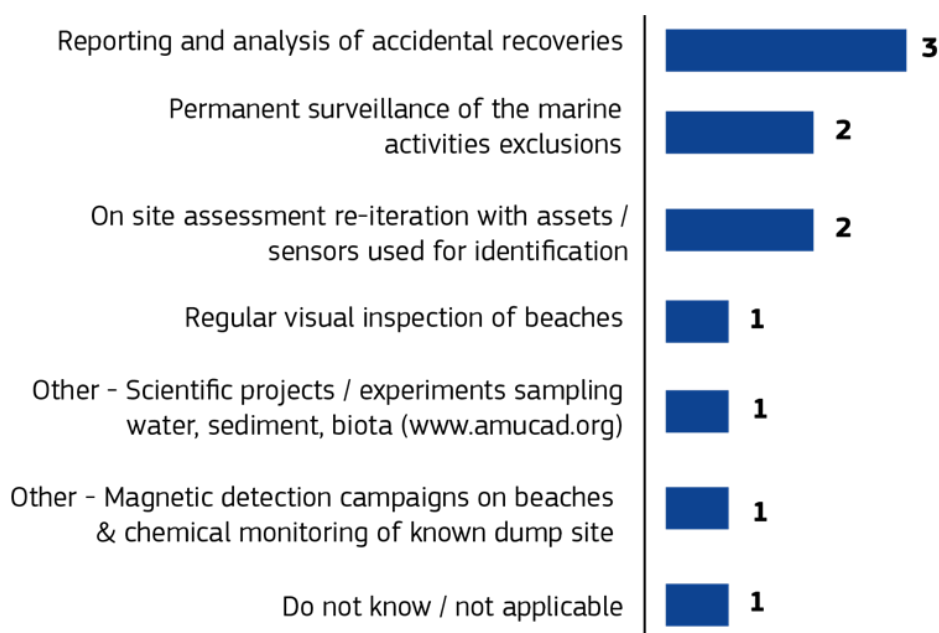 Reporting and analysis of accidental recoveries
3
Permanent surveillance of the marine
activities exclusions
2
On site assessment re-iteration with assets /
sensors used for identification
2
Regular visual inspection of beaches
1
Other - Scientific projects / experiments sampling
water, sediment, biota (www.amucad.org)
1
Other - Magnetic detection campaigns on beaches
& chemical monitoring of known dump site
1
Do not know / not applicable
1